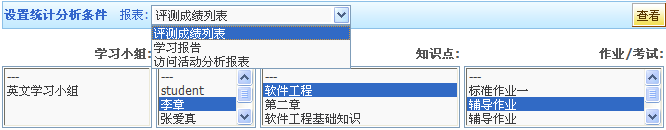 设置统计分析条件 报表: 评测成绩列表 查看
评测成绩列表
学习报告
访问活动分析报表
学习小组: 知识点: 作业/考试:
--- --- --- ---
英文学习小组 student 软件工程 标准作业一
李章 第二章 辅导作业
张爱真 软件工程基础知识 辅导作业